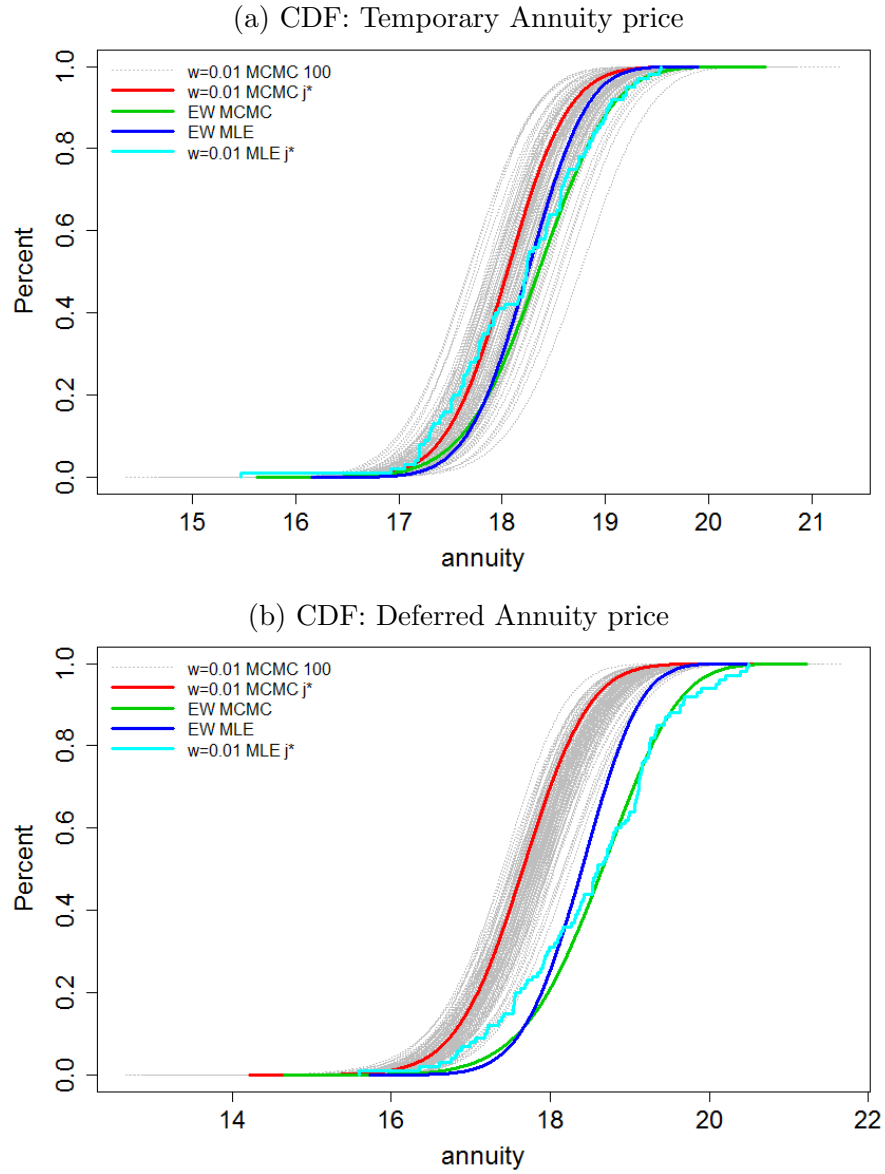 (a) CDF: Temporary Annuity price
w=0.01 MCMC 100
w=0.01 MCMC j*
EW MCMC
EW MLE
w=0.01 MLE j*
Percent
1.0
0.8
0.6
0.4
0.2
0.0
15 16 17 18 19 20 21
annuity
(b) CDF: Deferred Annuity price
w=0.01 MCMC 100
w=0.01 MCMC j*
EW MCMC
EW MLE
w=0.01 MLE j*
Percent
1.0
0.8
0.6
0.4
0.2
0.0
14 16 18 20 22
annuity